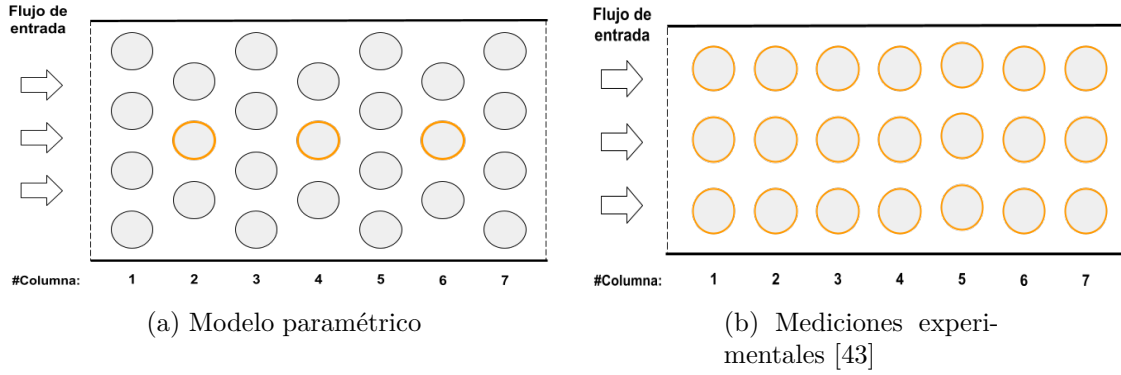 Flujo de
entrada
#Columna: 1 2 3 4 5 6 7
(a) Modelo paramétrico
Flujo de
entrada
#Columna: 1 2 3 4 5 6 7
(b) Mediciones experi-
mentales [43]